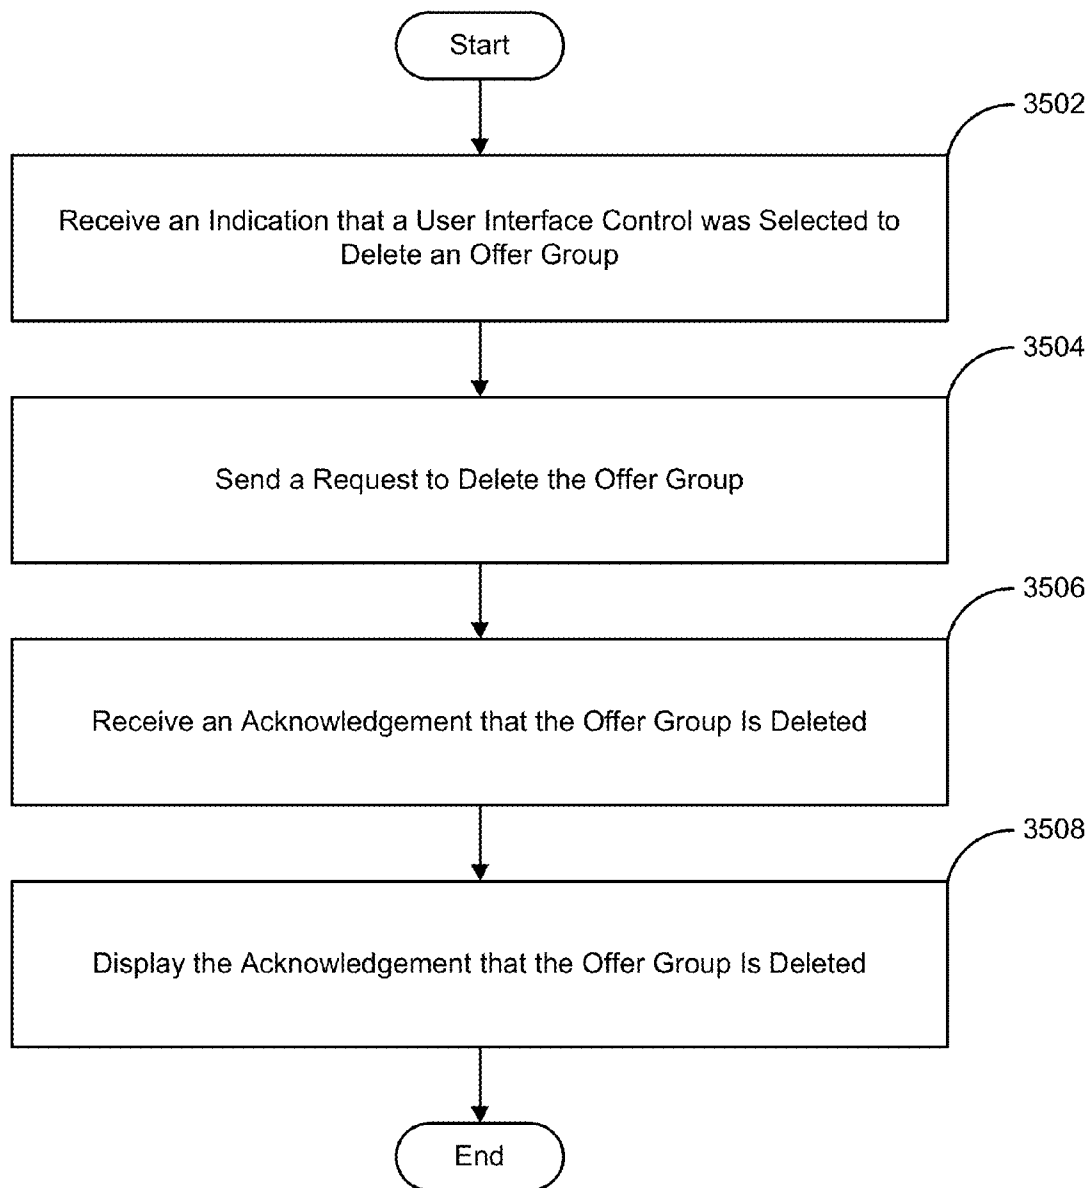 Start
3502
Receive an Indication that a User Interface Control was Selected to
Delete an Offer Group
3504
Send a Request to Delete the Offer Group
3506
Receive an Acknowledgement that the Offer Group Is Deleted
3508
Display the Acknowledgement that the Offer Group Is Deleted
End